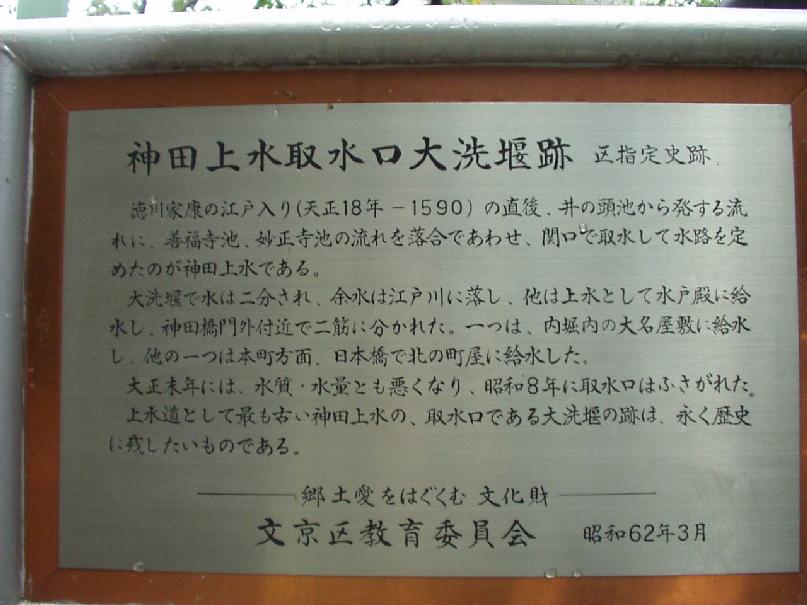 神田上水取水口大洗堰跡 区指定史跡
徳川家康の江戸入り(天正18年－1590)の直後、井の頭池から発する流
れに、善福寺池、妙正寺池の流れを落合であわせ、関口で取水して水路を定
めたのが神田上水である。
大洗堰で水は二分され、余水は江戸川に落し、他は上水として水戸殿に給
水し、神田橋門外付近で二筋に分かれた。一つは、内堀内の大名屋敷に給水
し、他の一つは本町方面、日本橋で北の町屋に給水した。
大正末年には、水質・水量とも悪くなり、昭和8年に取水口はふさがれた。
上水道として最も古い神田上水の、取水口である大洗堰の跡は、永く歴史
に残したいものである。
郷土愛をはぐくむ 文化財
文京区教育委員会 昭和62年3月